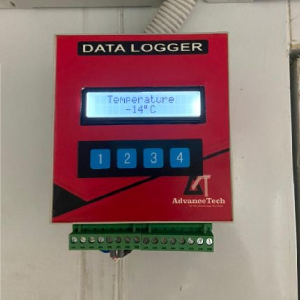 DATA LOGGER
Temperature
-14°C
1 2 3 4
AdvanceTech